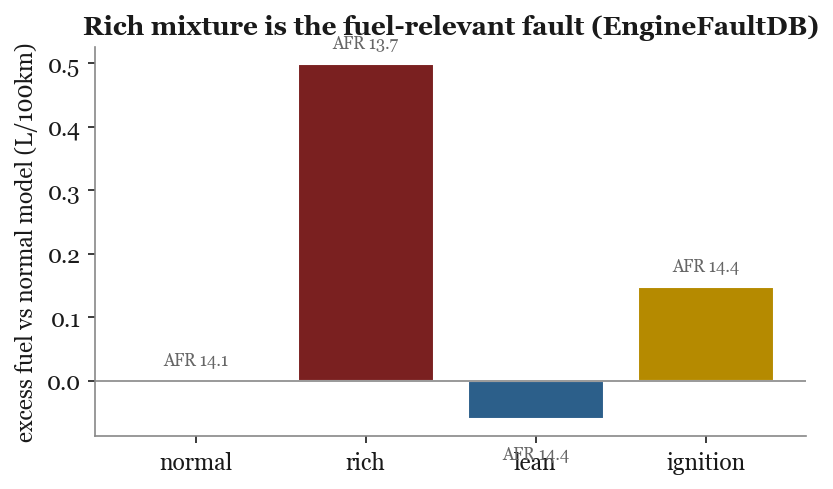 Rich mixture is the fuel-relevant fault (EngineFaultDB)
excess fuel vs normal model (L/100km)
0.5
0.4
0.3
0.2
0.1
0.0
AFR 14.1
AFR 13.7
AFR 14.4
AFR 14.4
normal
rich
lean
ignition